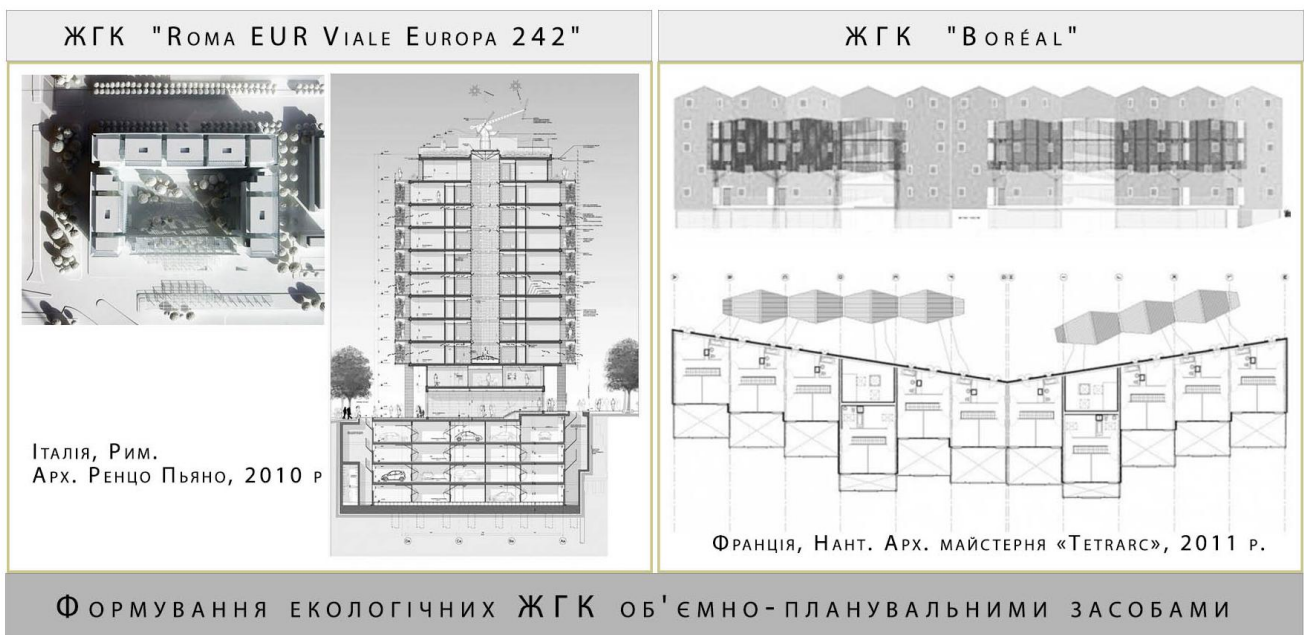 ЖГК "Roma EUR Viale Europa 242"
ЖГК "Boréal"
Італія, Рим.
Арх. Ренцо Пьяно, 2010 р
Франція, Нант. Арх. майстерня «Tetrarc», 2011 р.
Формування екологічних ЖГК об'ємно-планувальними засобами